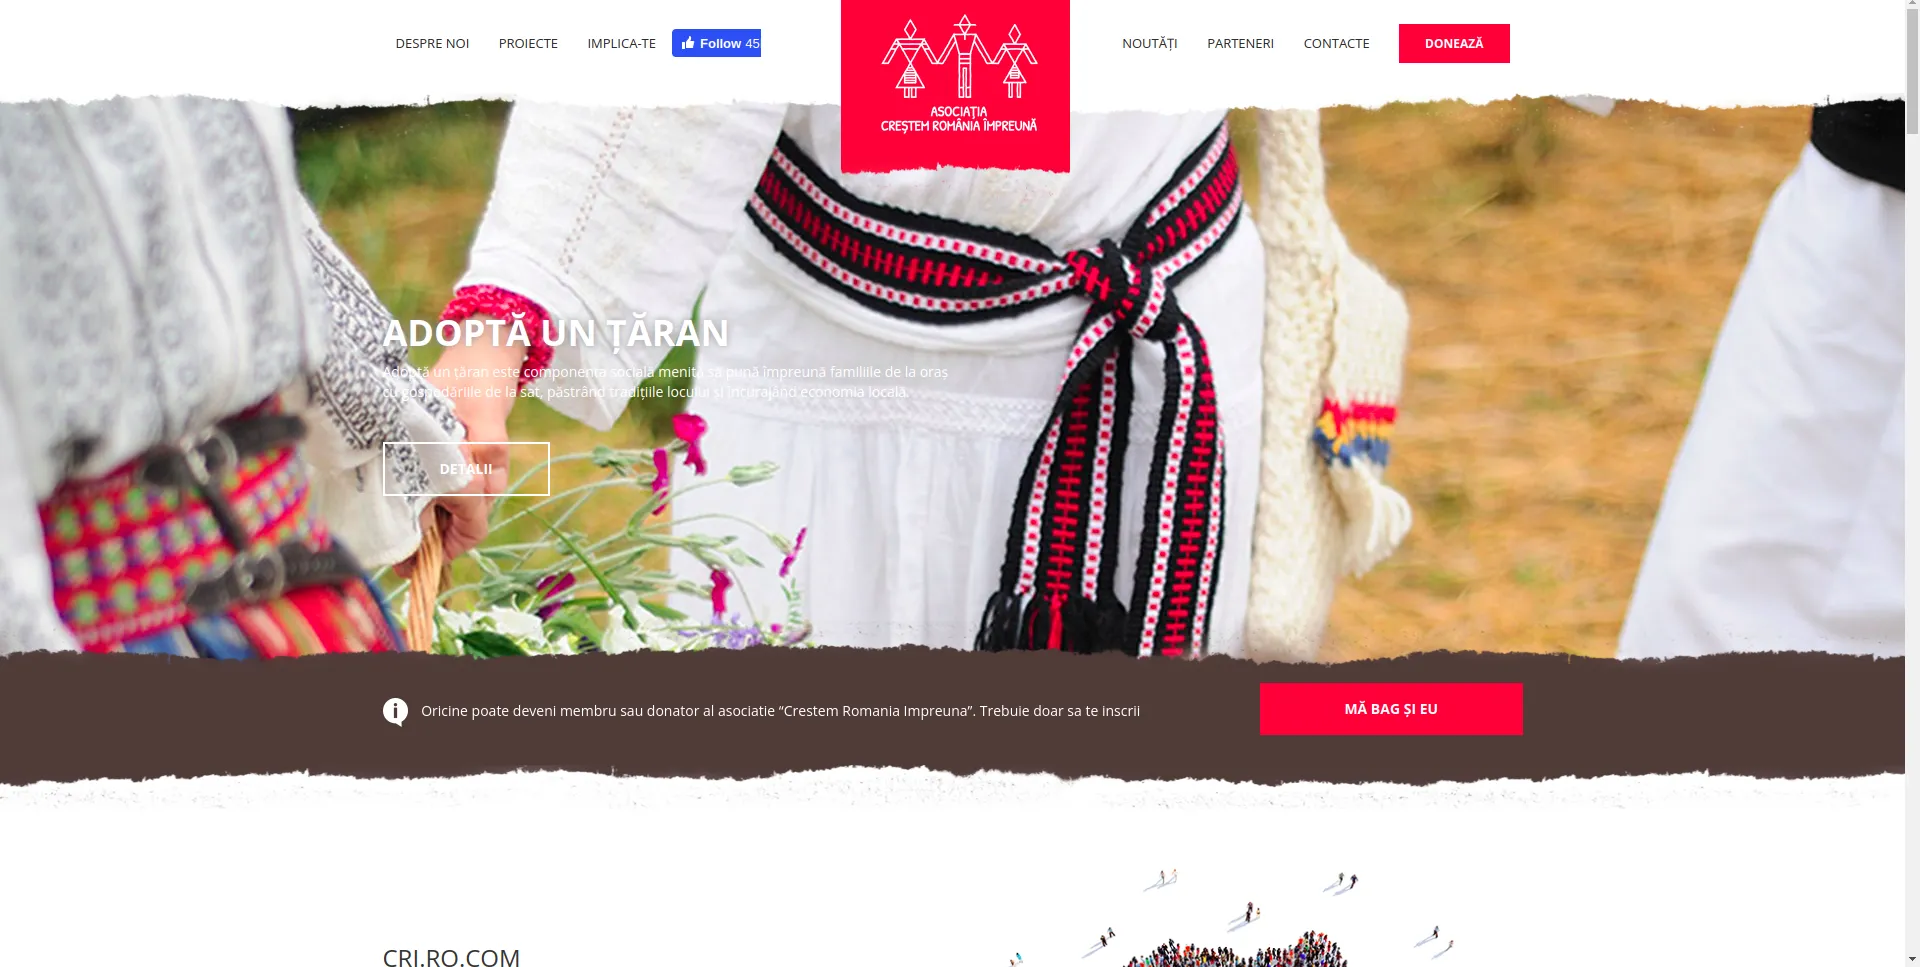 DESPRE NOI
PROIECTE
IMPLICA-TE
Follow 45
ASOCIAŢIA
CREŞTEM ROMÂNIA ÎMPREUNĂ
NOUTĂȚI
PARTENERI
CONTACTE
DONEAZĂ
ADOPTĂ UN ȚĂRAN
Adoptă un țăran este componenta socială menită să pună împreună familiile de la oraș
cu gospodăriile de la sat, păstrând tradițiile locului și încurajând economia locală.
DETALII
Oricine poate deveni membru sau donator al asociatie “Crestem Romania Impreuna”. Trebuie doar sa te inscrii
MĂ BAG ȘI EU
CRI.RO.COM